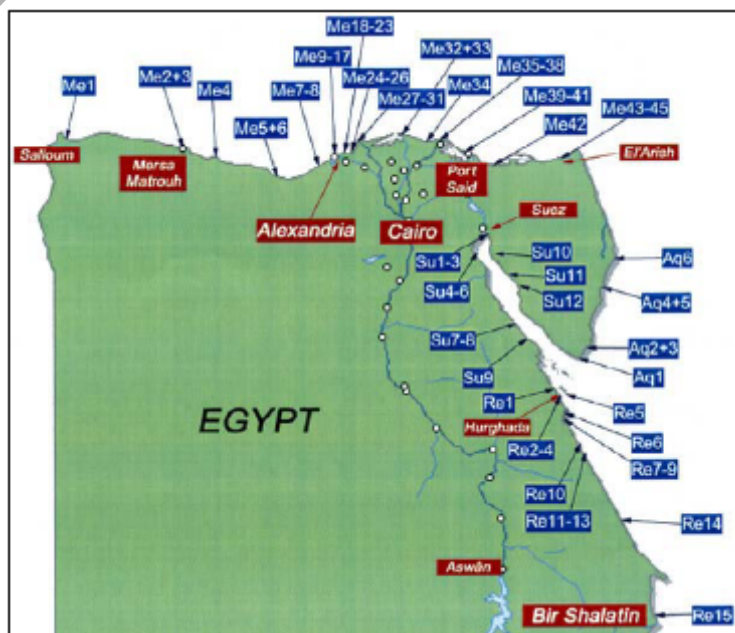 Me18-23
Me9-17
Me32+33
Me35-38
Me2+3
Me24-26
Me34
Me1
Me4
Me7-8
Me27-31
Me39-41
Me43-45
Me5+6
Me42
Salloum
Mersa
Matrouh
Port
Said
El'Arish
Alexandria
Cairo
Suez
Su1-3
Su10
Aq6
Su4-6
Su11
Su12
Aq4+5
Su7-8
Aq2+3
Su9
Aq1
Re1
Re5
EGYPT
Hurghada
Re6
Re2-4
Re7-9
Re10
Re11-13
Re14
Aswân
Bir Shalatin
Re15